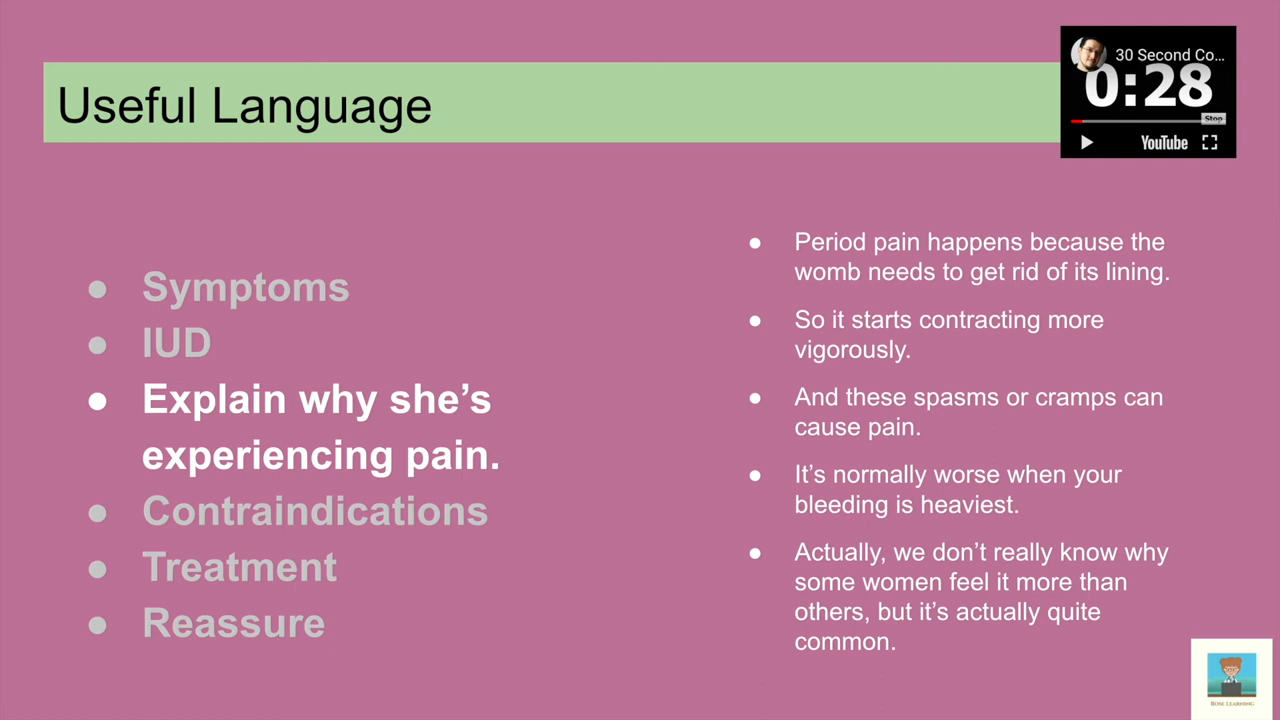 Useful Language
30 Second Co...
0:28
Stop
YouTube
Symptoms
IUD
Explain why she's
experiencing pain.
Contraindications
Treatment
Reassure
Period pain happens because the
womb needs to get rid of its lining.
So it starts contracting more
vigorously.
And these spasms or cramps can
cause pain.
It's normally worse when your
bleeding is heaviest.
Actually, we don't really know why
some women feel it more than
others, but it's actually quite
common.
Rose Learning